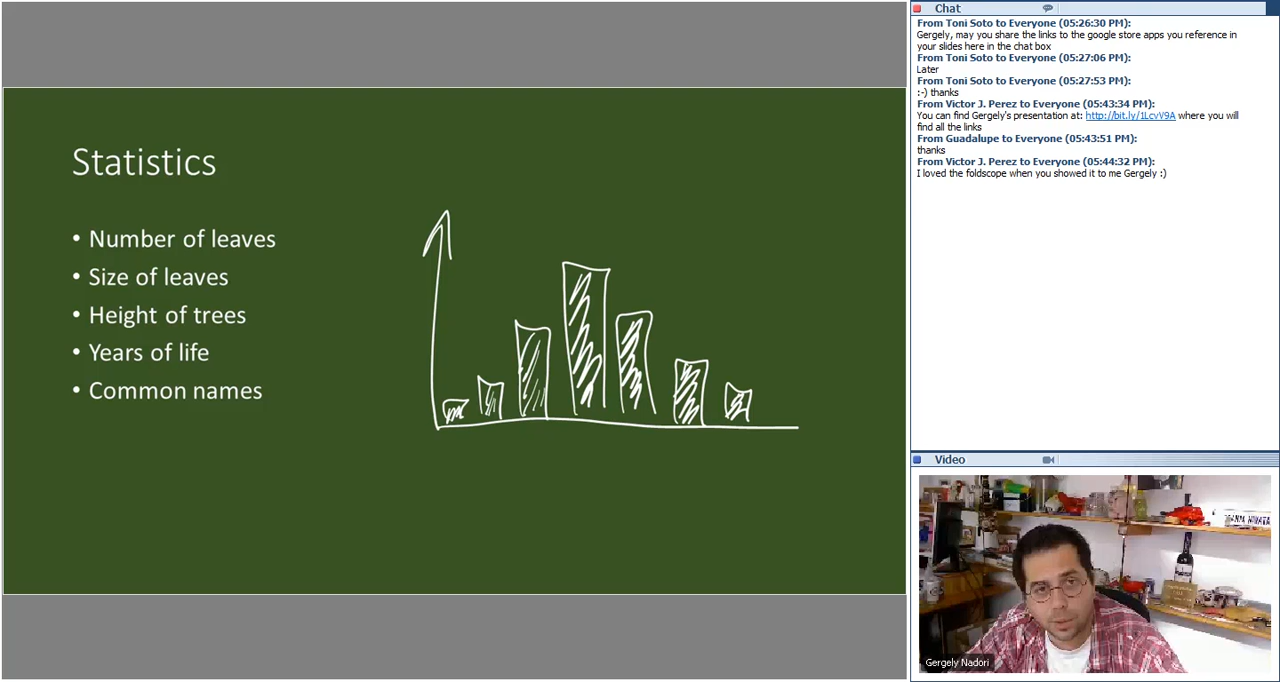 Statistics
• Number of leaves
• Size of leaves
• Height of trees
• Years of life
• Common names
Chat
From Toni Soto to Everyone (05:26:30 PM):
Gergely, may you share the links to the google store apps you reference in
your slides here in the chat box
From Toni Soto to Everyone (05:27:06 PM):
Later
From Toni Soto to Everyone (05:27:53 PM):
:-) thanks
From Victor J. Perez to Everyone (05:43:34 PM):
You can find Gergely's presentation at: http://bit.ly/1LcvV9A where you will
find all the links
From Guadalupe to Everyone (05:43:51 PM):
thanks
From Victor J. Perez to Everyone (05:44:32 PM):
I loved the foldscope when you showed it to me Gergely :)
Video
Gergely Nadori